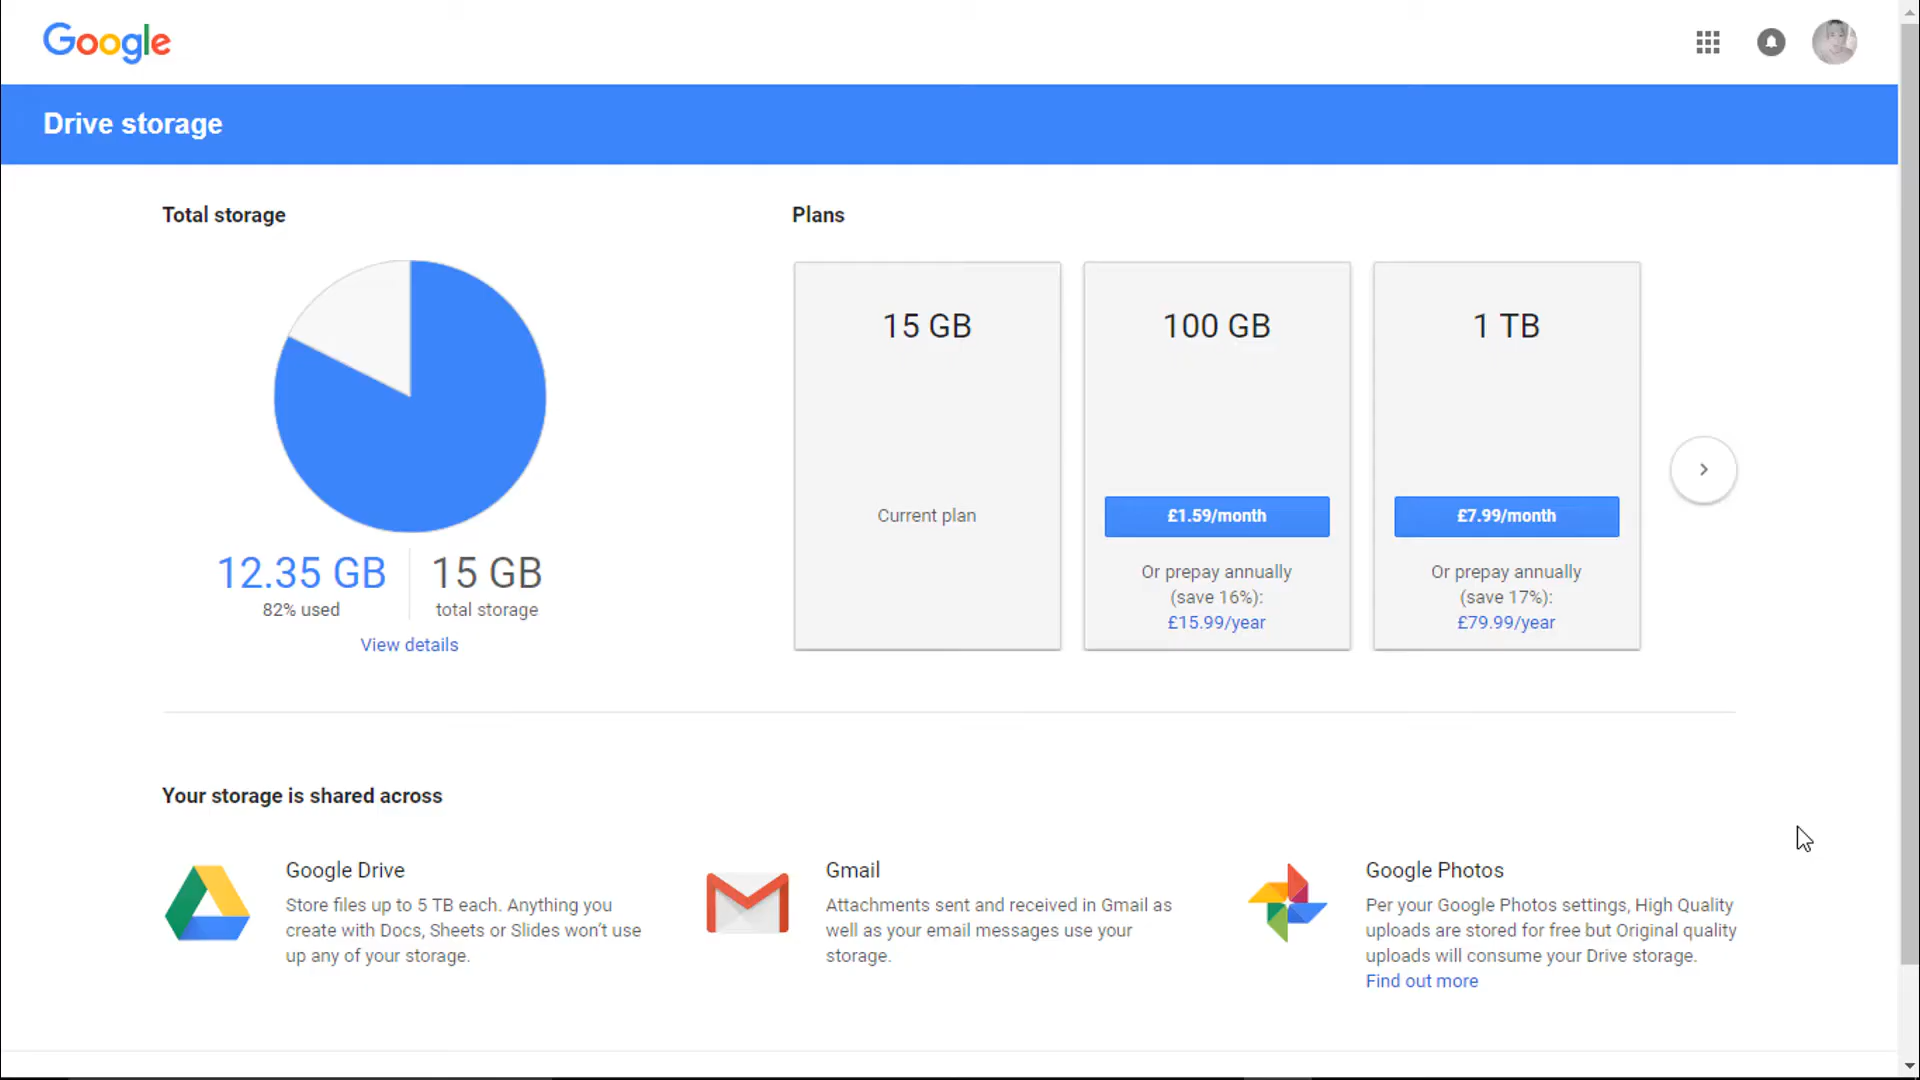 Google
Drive storage
Total storage
12.35 GB
82% used
15 GB
total storage
View details
Plans
15 GB
Current plan
100 GB
£1.59/month
Or prepay annually
(save 16%):
£15.99/year
1 TB
£7.99/month
Or prepay annually
(save 17%):
£79.99/year
Your storage is shared across
Google Drive
Store files up to 5 TB each. Anything you
create with Docs, Sheets or Slides won't use
up any of your storage.
Gmail
Attachments sent and received in Gmail as
well as your email messages use your
storage.
Google Photos
Per your Google Photos settings, High Quality
uploads are stored for free but Original quality
uploads will consume your Drive storage.
Find out more